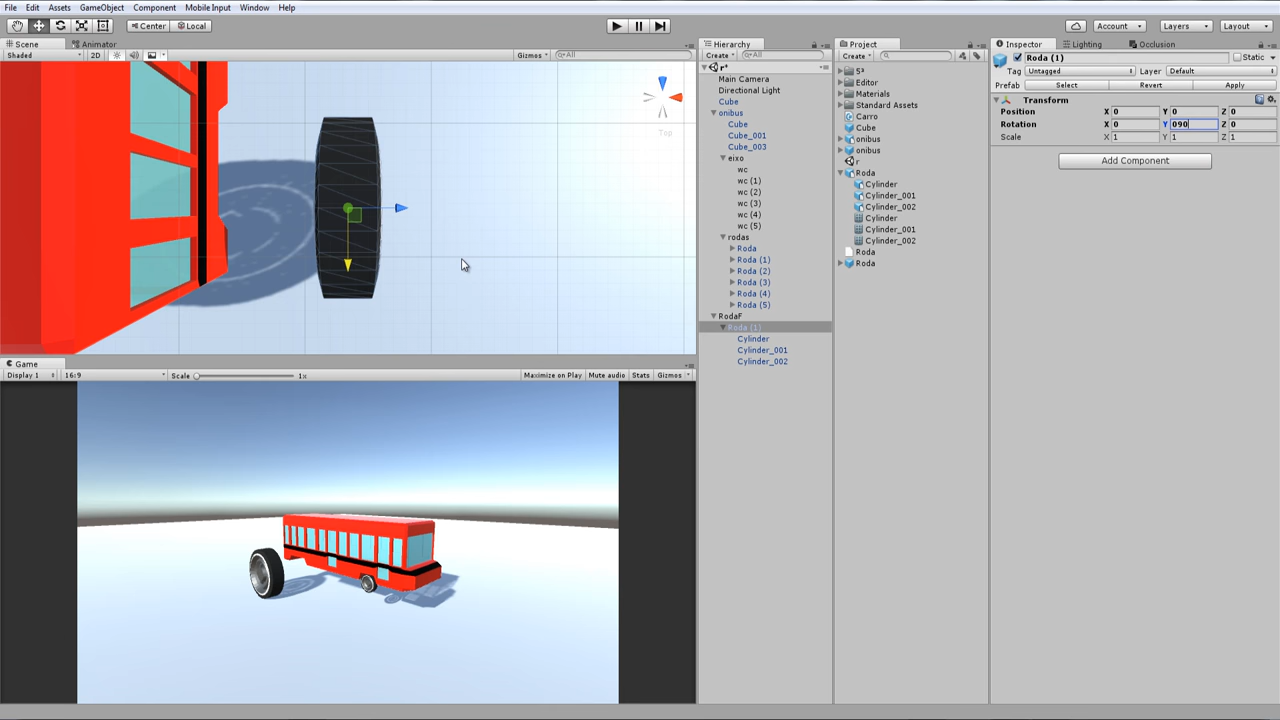 File Edit Assets GameObject Component Mobile Input Window Help
Center Local Account Layers Layout
Scene Animator
Shaded 2D Gizmos All
Top
Game
Display 1 16:9 Scale 1x Maximize on Play Mute audio Stats Gizmos
Hierarchy
Create All
r*
Main Camera
Directional Light
Cube
onibus
Cube
Cube_001
Cube_003
eixo
wc
wc (1)
wc (2)
wc (3)
wc (4)
wc (5)
rodas
Roda
Roda (1)
Roda (2)
Roda (3)
Roda (4)
Roda (5)
RodaF
Roda (1)
Cylinder
Cylinder_001
Cylinder_002
Project
Create
Editor
Materials
Standard Assets
Carro
Cube
onibus
onibus
r
Roda
Cylinder
Cylinder_001
Cylinder_002
Cylinder
Cylinder_001
Cylinder_002
Roda
Roda
Inspector Lighting Occlusion
Roda (1) Static
Tag Untagged Layer Default
Prefab Select Revert Apply
Transform
Position X 0 Y 0 Z 0
Rotation X 0 Y 090 Z 0
Scale X 1 Y 1 Z 1
Add Component